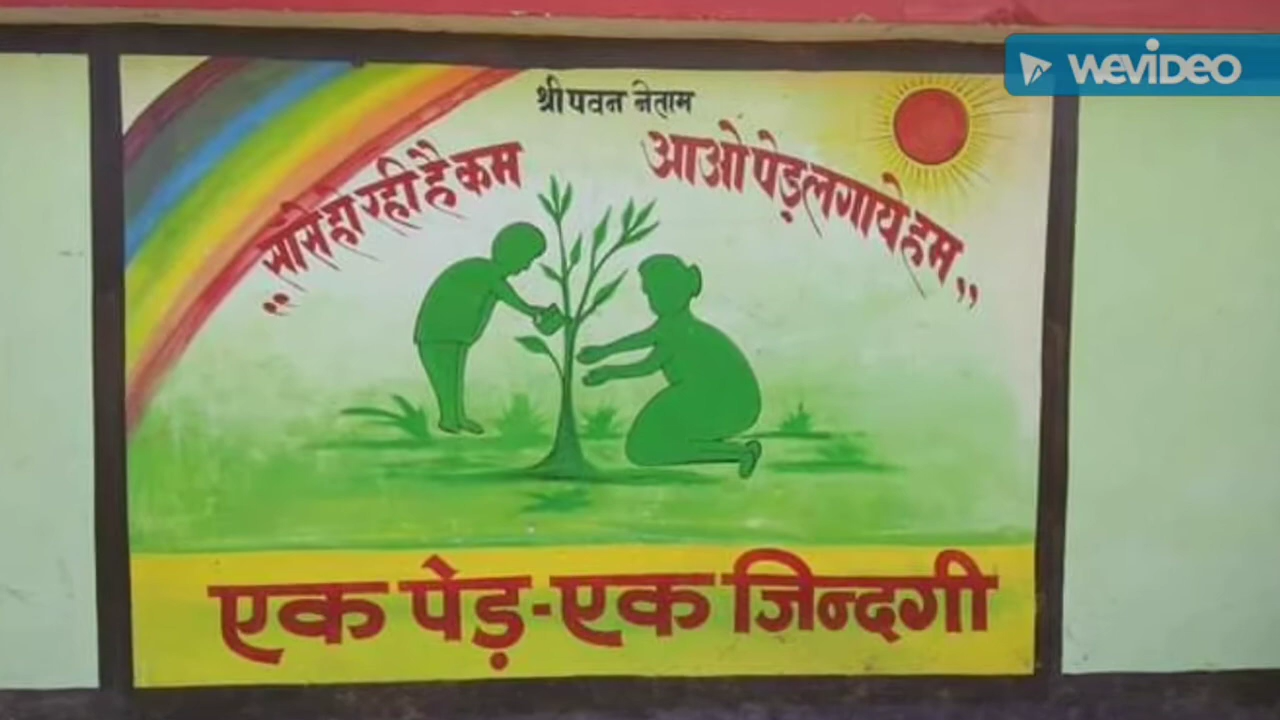 WEVIDEO
श्री पवन नेताम
"साँसे हो रही है कम
आओ पेड़ लगाये हम"
एक पेड़-एक जिन्दगी